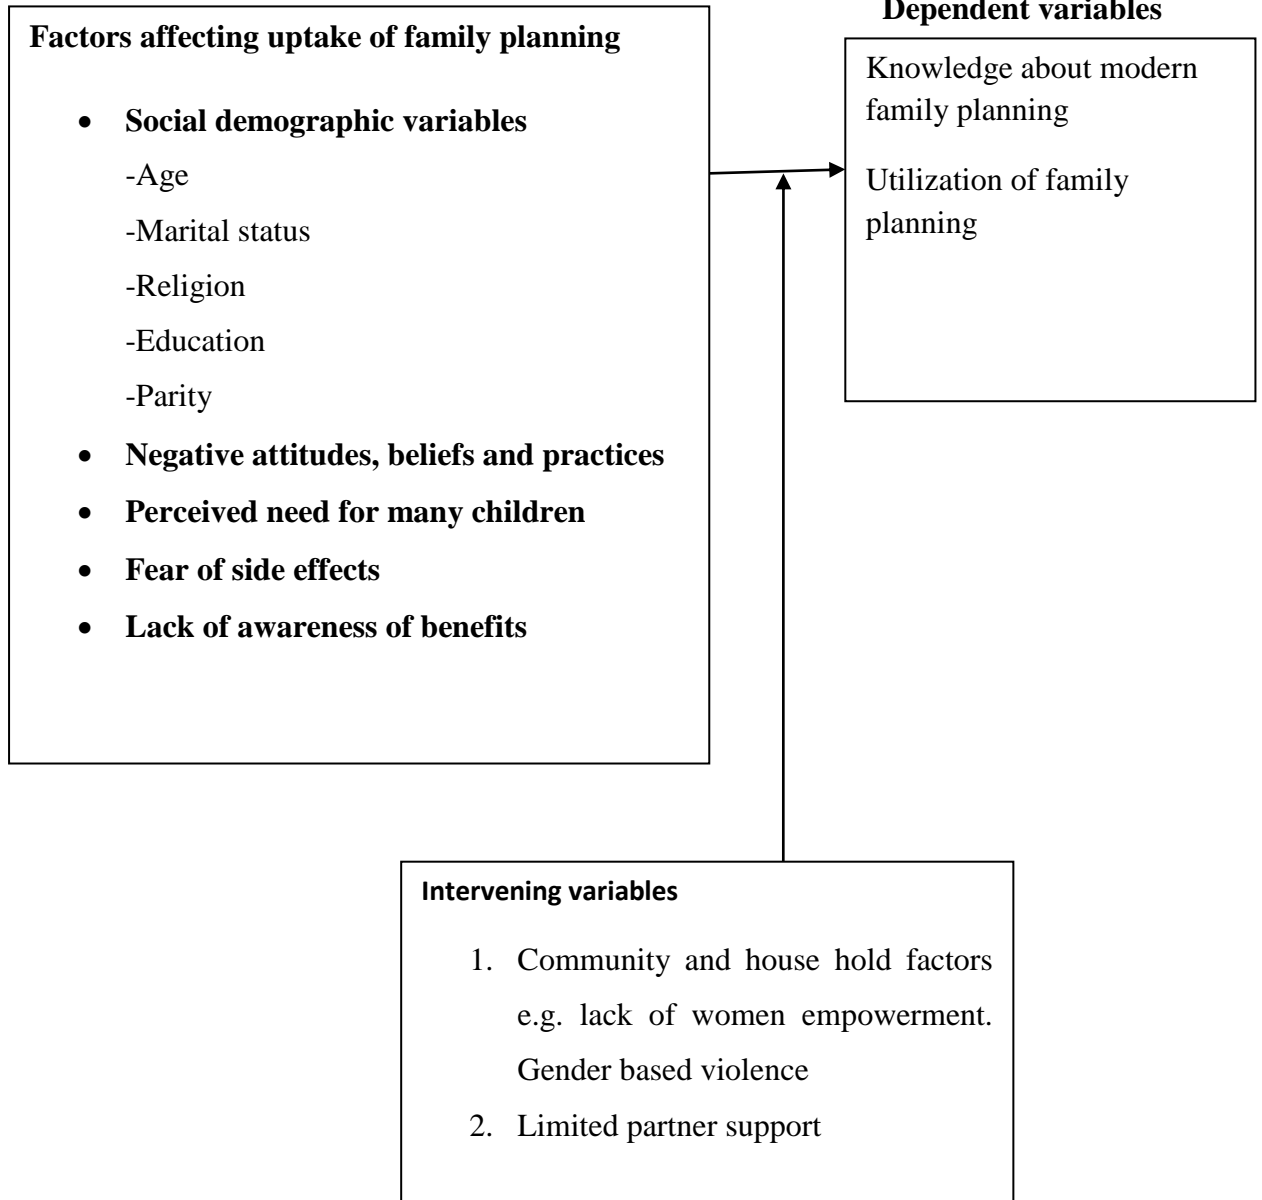 Factors affecting uptake of family planning
• Social demographic variables
-Age
-Marital status
-Religion
-Education
-Parity
• Negative attitudes, beliefs and practices
• Perceived need for many children
• Fear of side effects
• Lack of awareness of benefits
Dependent variables
Knowledge about modern
family planning
Utilization of family
planning
Intervening variables
1. Community and house hold factors
e.g. lack of women empowerment.
Gender based violence
2. Limited partner support